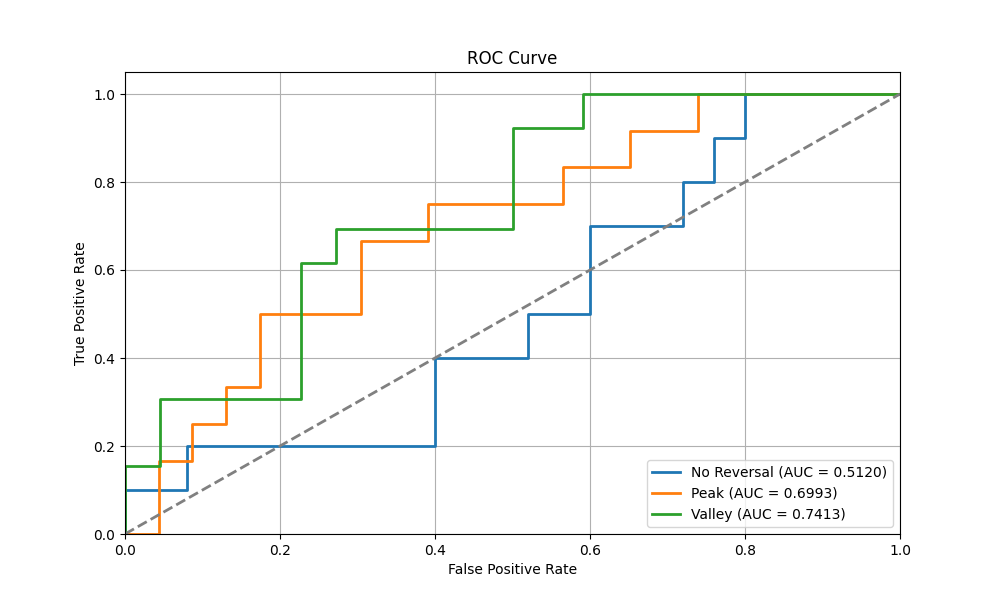 ROC Curve
True Positive Rate
1.0
0.8
0.6
0.4
0.2
0.0
No Reversal (AUC = 0.5120)
Peak (AUC = 0.6993)
Valley (AUC = 0.7413)
0.0 0.2 0.4 0.6 0.8 1.0
False Positive Rate